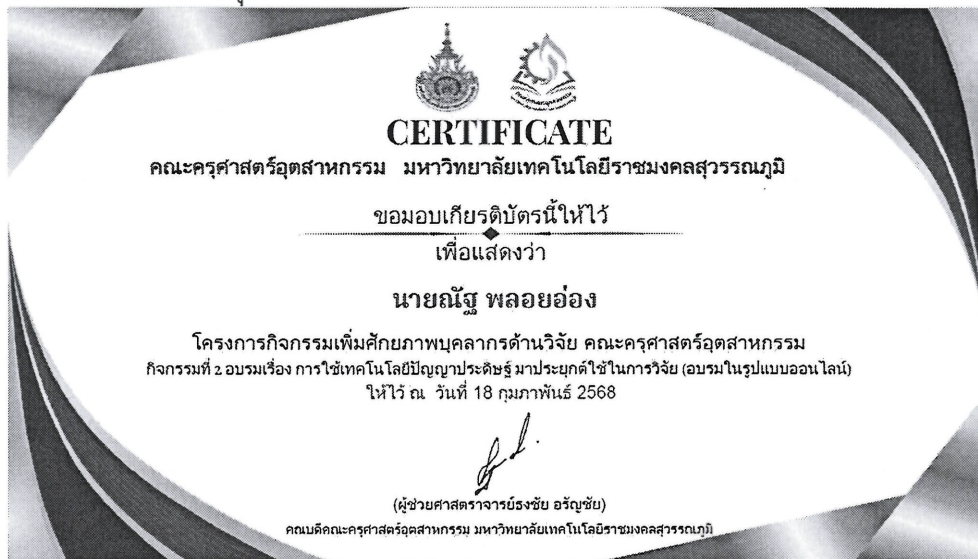 CERTIFICATE
คณะครุศาสตร์อุตสาหกรรม มหาวิทยาลัยเทคโนโลยีราชมงคลสุวรรณภูมิ
ขอมอบเกียรติบัตรนี้ให้ไว้
เพื่อแสดงว่า
นายณัฐ พลอยอ่อง
โครงการกิจกรรมเพิ่มศักยภาพบุคลากรด้านวิจัย คณะครุศาสตร์อุตสาหกรรม
กิจกรรมที่ 2 อบรมเรื่อง การใช้เทคโนโลยีปัญญาประดิษฐ์ มาประยุกต์ใช้ในการวิจัย (อบรมในรูปแบบออนไลน์)
ให้ไว้ ณ วันที่ 18 กุมภาพันธ์ 2568
(ผู้ช่วยศาสตราจารย์ธงชัย อรัญชัย)
คณบดีคณะครุศาสตร์อุตสาหกรรม มหาวิทยาลัยเทคโนโลยีราชมงคลสุวรรณภูมิ